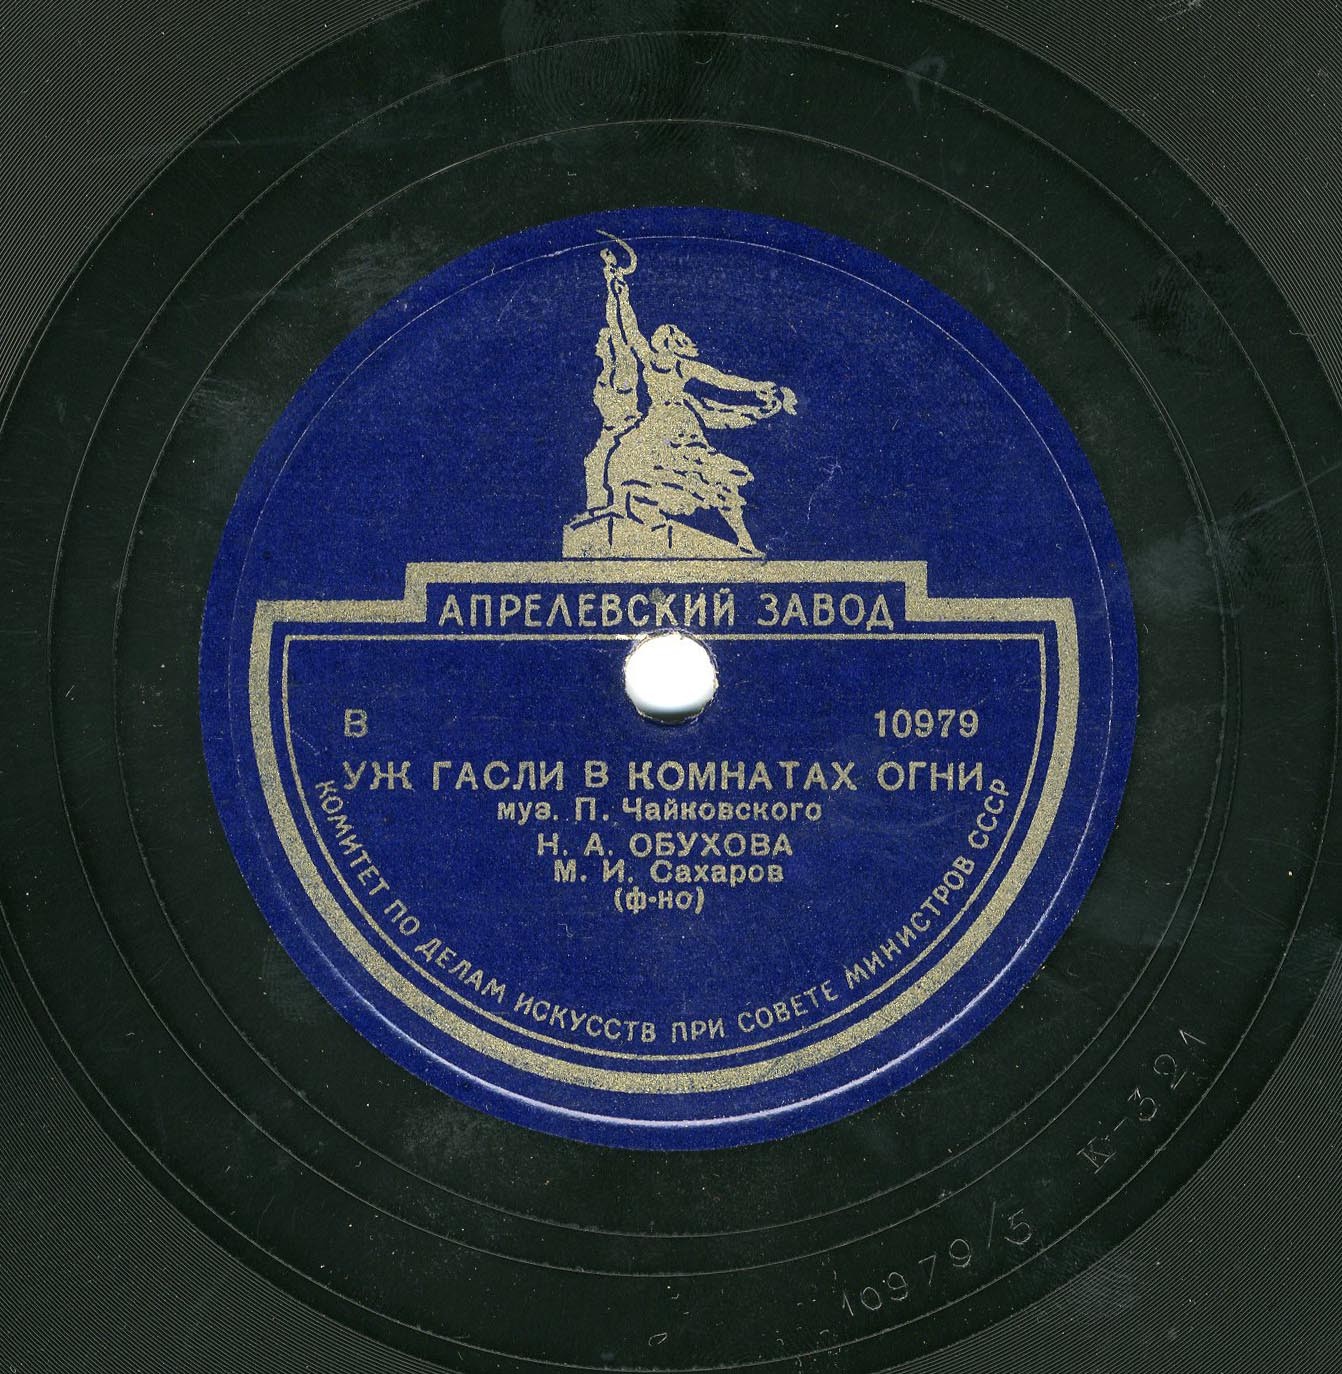 АПРЕЛЕВСКИЙ ЗАВОД
В 10979
УЖ ГАСЛИ В КОМНАТАХ ОГНИ
муз. П. Чайковского
Н. А. ОБУХОВА
М. И. Сахаров
(ф-но)
КОМИТЕТ ПО ДЕЛАМ ИСКУССТВ ПРИ СОВЕТЕ МИНИСТРОВ СССР
10979/5 К-321